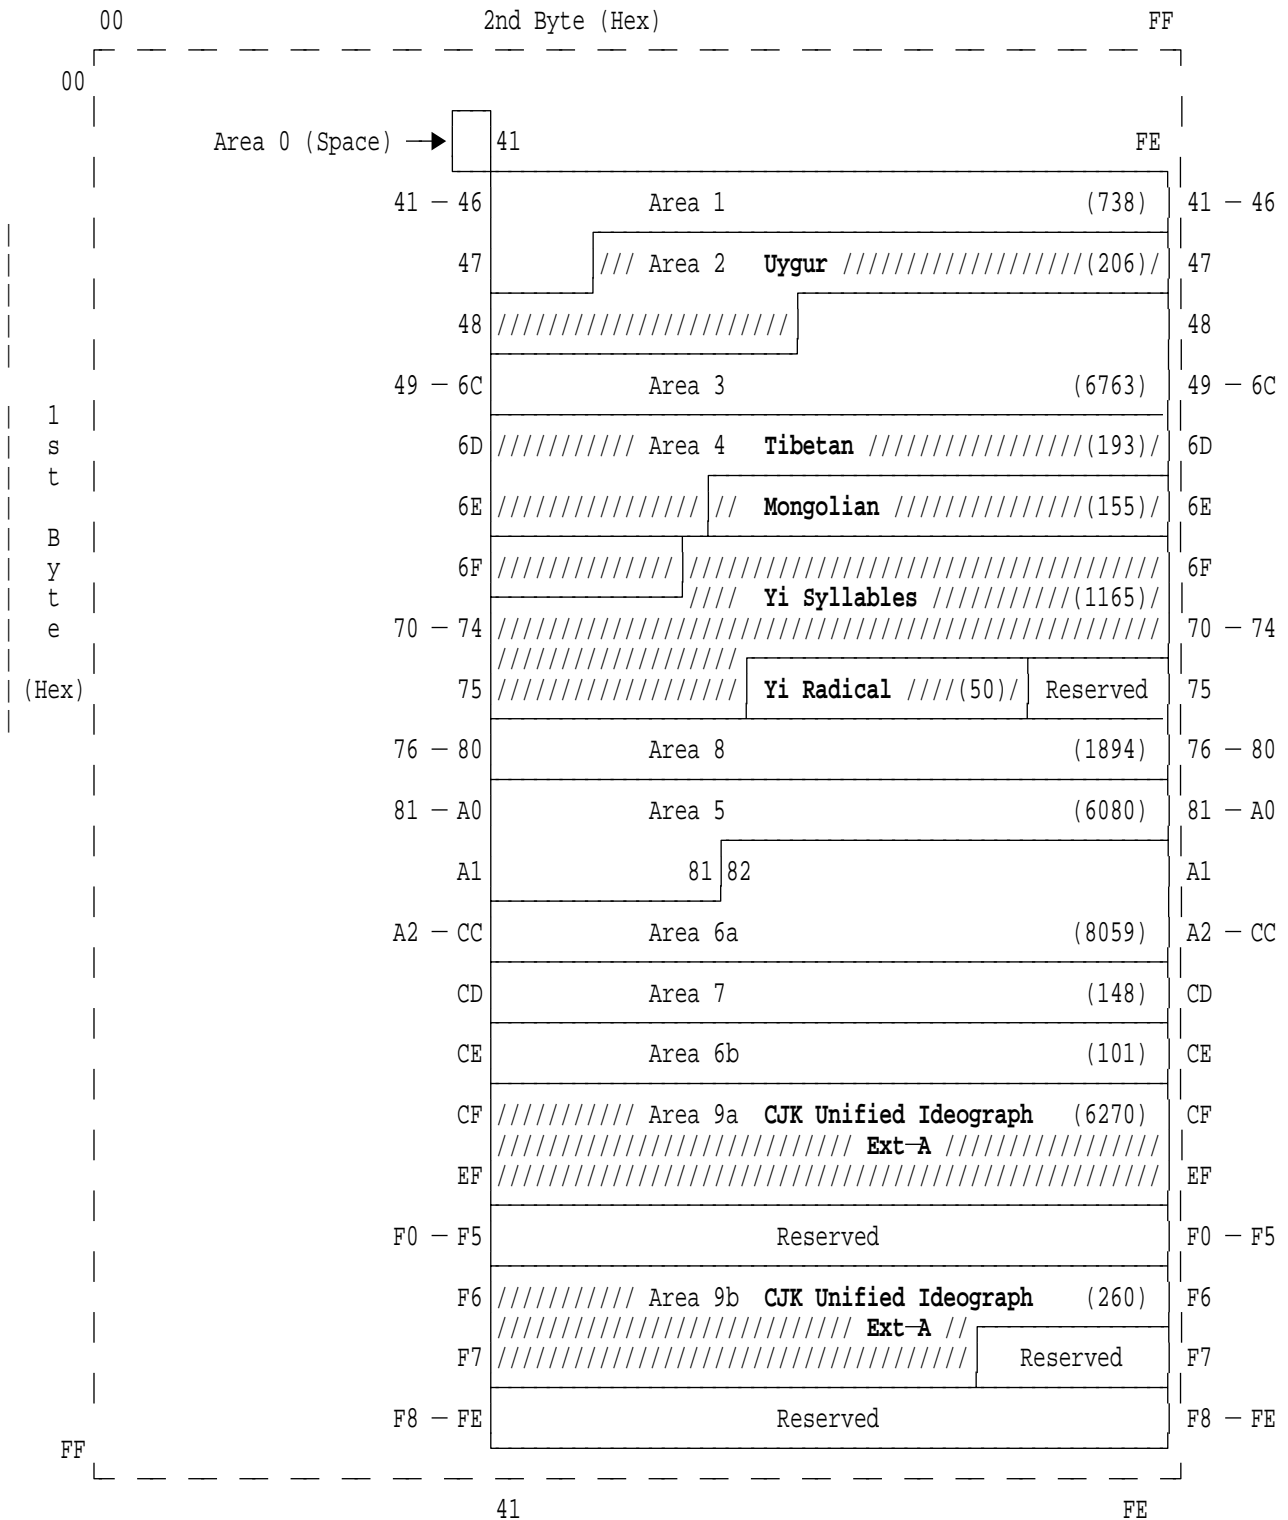 00 2nd Byte (Hex) FF
00
Area 0 (Space) 41 FE
41 — 46 Area 1 (738) 41 — 46
47 /// Area 2 Uygur ///////////////////(206)/ 47
48 /////////////////////// 48
49 — 6C Area 3 (6763) 49 — 6C
1
6D /////////// Area 4 Tibetan /////////////////(193)/ 6D
s
t
6E //////////////// // Mongolian ///////////////(155)/ 6E
B
6F ////////////// ///////////////////////////////////// 6F
y
t //// Yi Syllables ///////////(1165)/
e 70 — 74 //////////////////////////////////////////////////// 70 — 74
///////////////////
(Hex) 75 /////////////////// Yi Radical ////(50)/ Reserved 75
76 — 80 Area 8 (1894) 76 — 80
81 — A0 Area 5 (6080) 81 — A0
A1 81 82 A1
A2 — CC Area 6a (8059) A2 — CC
CD Area 7 (148) CD
CE Area 6b (101) CE
CF /////////// Area 9a CJK Unified Ideograph (6270) CF
//////////////////////////// Ext—A /////////////////
EF //////////////////////////////////////////////////// EF
F0 — F5 Reserved F0 — F5
F6 /////////// Area 9b CJK Unified Ideograph (260) F6
//////////////////////////// Ext—A //
F7 ///////////////////////////////////// Reserved F7
F8 — FE Reserved F8 — FE
FF
41 FE